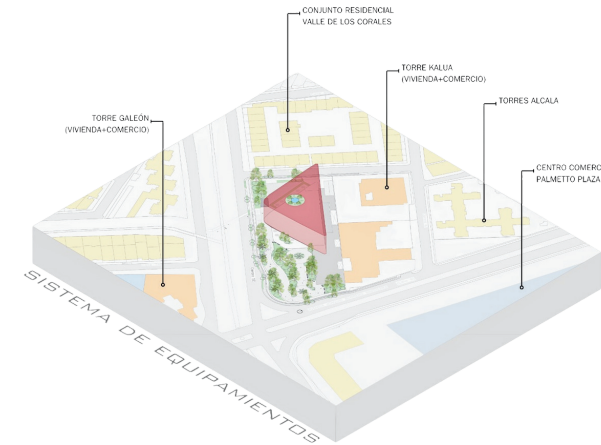 CONJUNTO RESIDENCIAL
VALLE DE LOS CORALES
TORRE KALUA
(VIVIENDA+COMERCIO)
TORRES ALCALA
TORRE GALEÓN
(VIVIENDA+COMERCIO)
CENTRO COMERC
PALMETTO PLAZA
SISTEMA DE EQUIPAMIENTOS